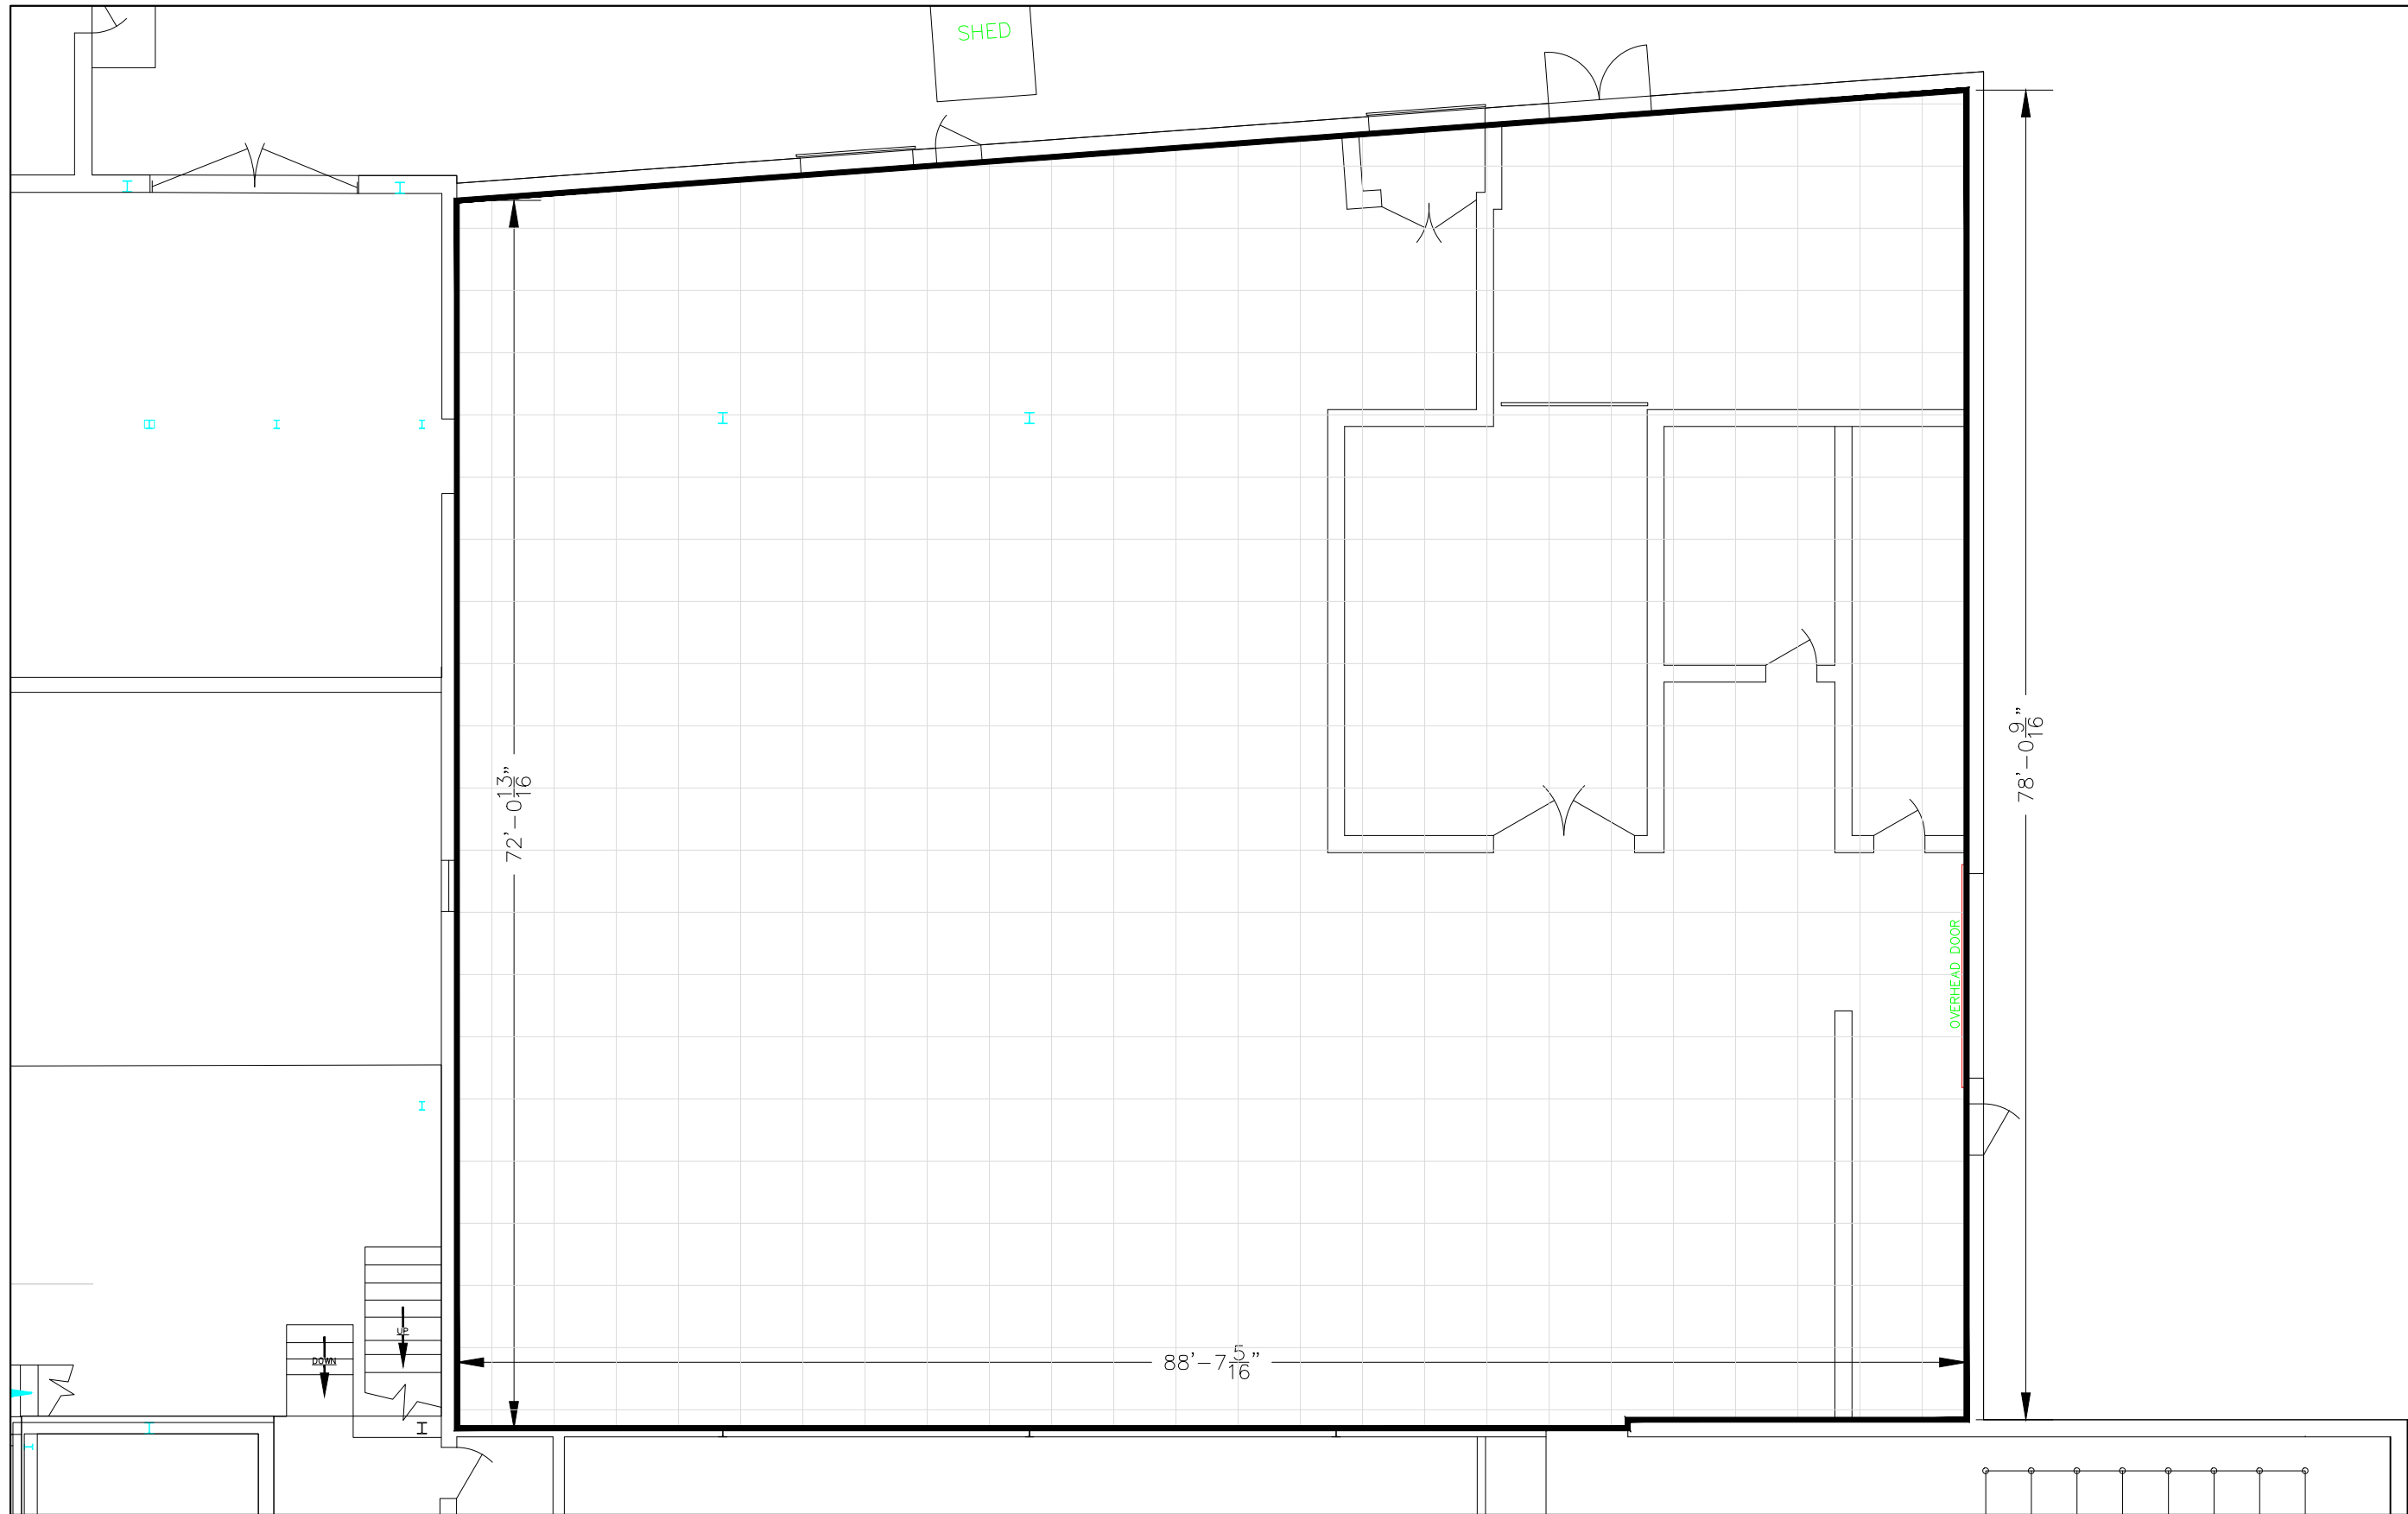 SHED
72'-0 13/16"
78'-0 9/16"
OVERHEAD DOOR
UP
DOWN
88'-7 5/16"